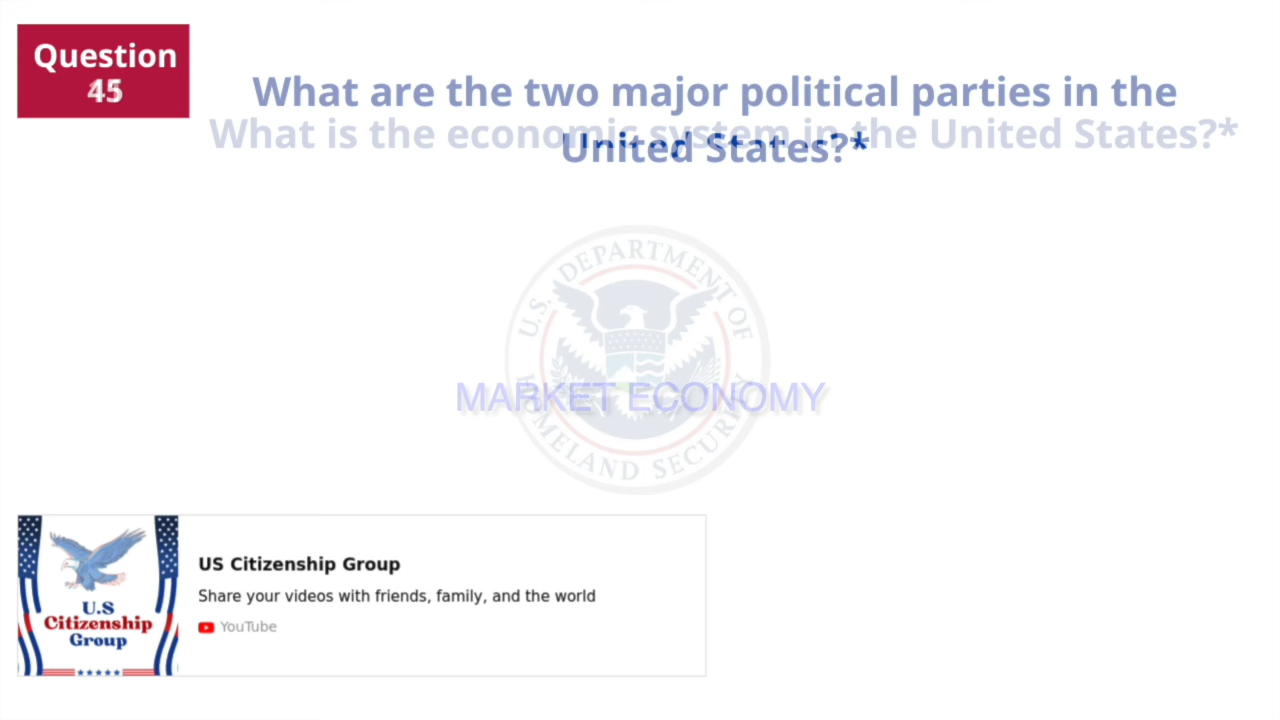 Question
45
What are the two major political parties in the
United States?*
What is the economic system in the United States?*
U.S. DEPARTMENT OF
HOMELAND SECURITY
MARKET ECONOMY
U.S
Citizenship
Group
US Citizenship Group
Share your videos with friends, family, and the world
YouTube